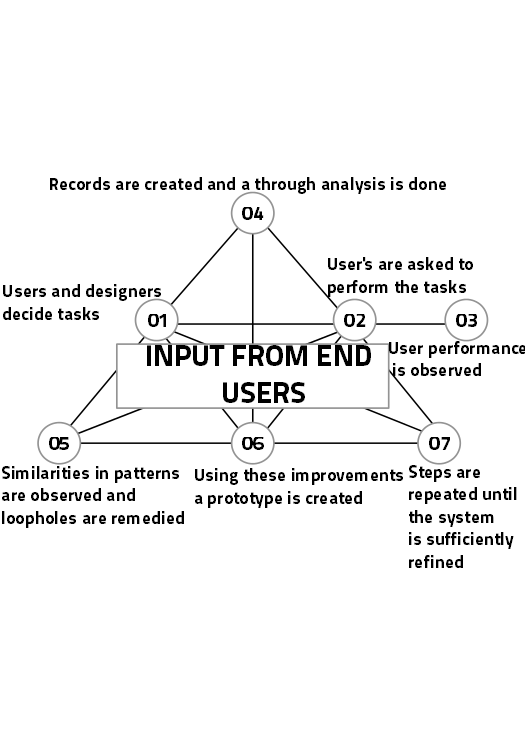 Records are created and a through analysis is done
04
User's are asked to
perform the tasks
Users and designers
decide tasks
01
02
03
User performance
is observed
INPUT FROM END
USERS
05
06
07
Similarities in patterns
are observed and
loopholes are remedied
Using these improvements
a prototype is created
Steps are
repeated until
the system
is sufficiently
refined